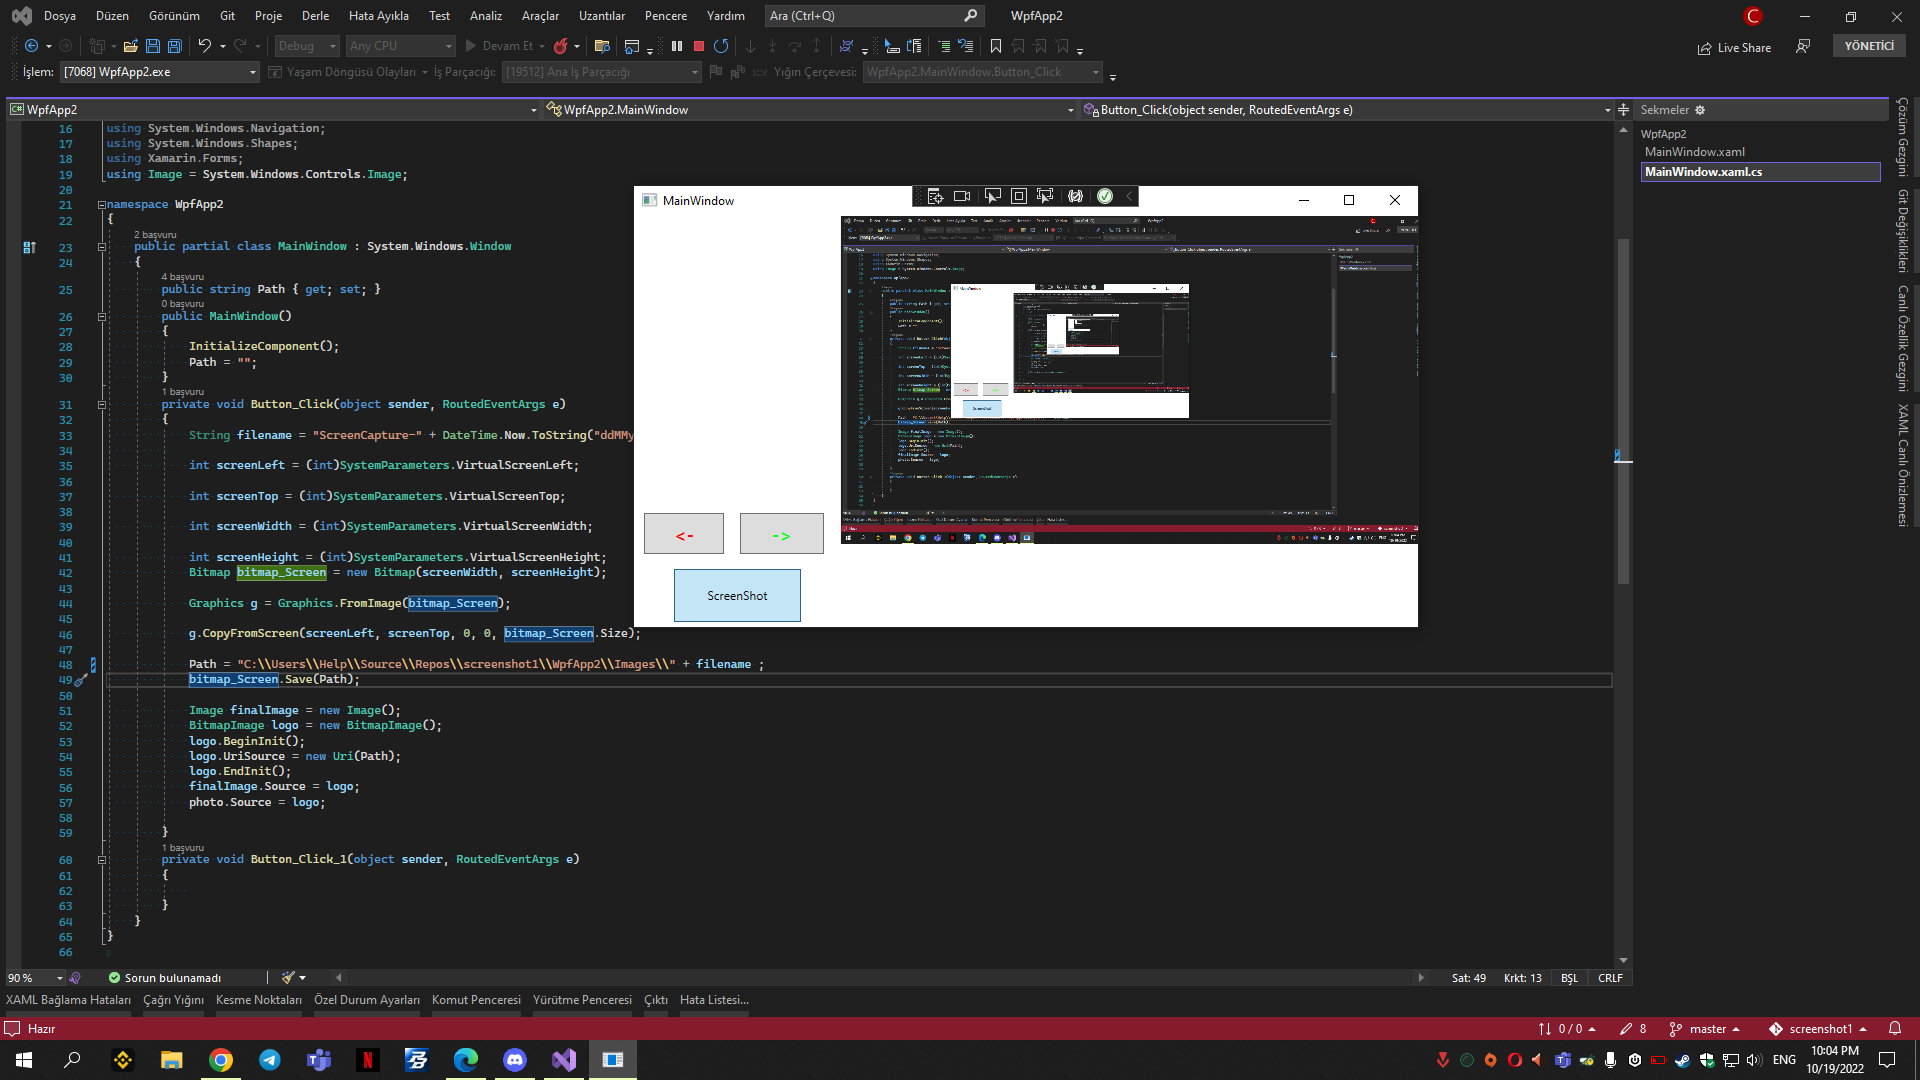 Dosya Düzen Görünüm Git Proje Derle Hata Ayıkla Test Analiz Araçlar Uzantılar Pencere Yardım Ara (Ctrl+Q) WpfApp2 C
Debug Any CPU Devam Et Live Share YÖNETİCİ
İşlem: [7068] WpfApp2.exe Yaşam Döngüsü Olayları İş Parçacığı: [19512] Ana İş Parçacığı Yığın Çerçevesi: WpfApp2.MainWindow.Button_Click
WpfApp2 WpfApp2.MainWindow Button_Click(object sender, RoutedEventArgs e) Sekmeler
WpfApp2
MainWindow.xaml
MainWindow.xaml.cs
Çözüm Gezgini
Git Değişiklikleri
Canlı Özellik Gezgini
XAML Canlı Önizlemesi
16 using System.Windows.Navigation;
17 using System.Windows.Shapes;
18 using Xamarin.Forms;
19 using Image = System.Windows.Controls.Image;
20
21 namespace WpfApp2
22 {
2 başvuru
23 public partial class MainWindow : System.Windows.Window
24 {
4 başvuru
25 public string Path { get; set; }
0 başvuru
26 public MainWindow()
27 {
28 InitializeComponent();
29 Path = "";
30 }
1 başvuru
31 private void Button_Click(object sender, RoutedEventArgs e)
32 {
33 String filename = "ScreenCapture-" + DateTime.Now.ToString("ddMMy
34
35 int screenLeft = (int)SystemParameters.VirtualScreenLeft;
36
37 int screenTop = (int)SystemParameters.VirtualScreenTop;
38
39 int screenWidth = (int)SystemParameters.VirtualScreenWidth;
40
41 int screenHeight = (int)SystemParameters.VirtualScreenHeight;
42 Bitmap bitmap_Screen = new Bitmap(screenWidth, screenHeight);
43
44 Graphics g = Graphics.FromImage(bitmap_Screen);
45
46 g.CopyFromScreen(screenLeft, screenTop, 0, 0, bitmap_Screen.Size);
47
48 Path = "C:\\Users\\Help\\Source\\Repos\\screenshot1\\WpfApp2\\Images\\" + filename ;
49 bitmap_Screen.Save(Path);
50
51 Image finalImage = new Image();
52 BitmapImage logo = new BitmapImage();
53 logo.BeginInit();
54 logo.UriSource = new Uri(Path);
55 logo.EndInit();
56 finalImage.Source = logo;
57 photo.Source = logo;
58
59 }
1 başvuru
60 private void Button_Click_1(object sender, RoutedEventArgs e)
61 {
62
63 }
64 }
65 }
66
MainWindow
<- ->
ScreenShot
90 % Sorun bulunamadı Sat: 49 Krkt: 13 BŞL CRLF
XAML Bağlama Hataları Çağrı Yığını Kesme Noktaları Özel Durum Ayarları Komut Penceresi Yürütme Penceresi Çıktı Hata Listesi...
Hazır 0 / 0 8 master screenshot1
ENG 10:04 PM
10/19/2022